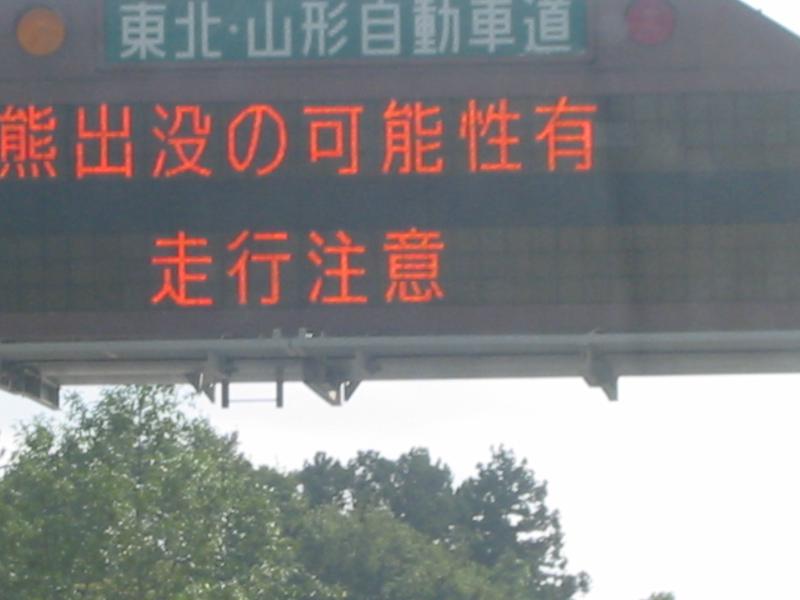 東北·山形自動車道
熊出没の可能性有
走行注意